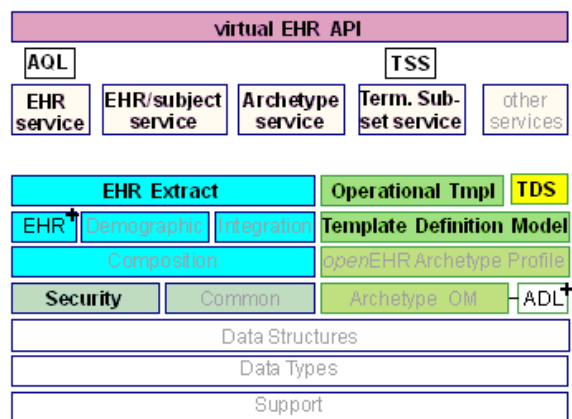 virtual EHR API
AQL TSS
EHR service
EHR/subject service
Archetype service
Term. Sub-
set service
other services
EHR Extract Operational Tmpl TDS
EHR+ Demographic Integration Template Definition Model
Composition openEHR Archetype Profile
Security Common Archetype OM ADL+
Data Structures
Data Types
Support